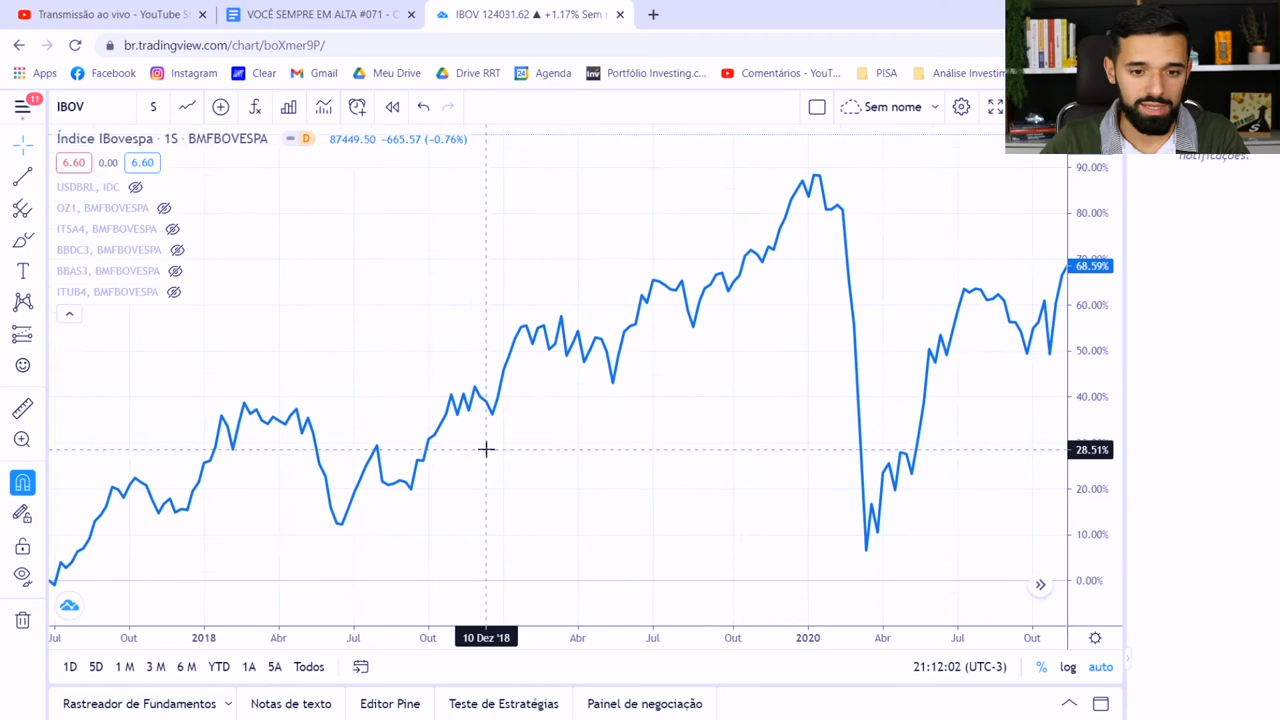 Transmissão ao vivo - YouTube S
VOCÊ SEMPRE EM ALTA #071 - C
IBOV 124031.62 ▲ +1.17% Sem n
br.tradingview.com/chart/boXmer9P/
Apps
Facebook
Instagram
Clear
Gmail
Meu Drive
Drive RRT
Agenda
Portfólio Investing.c...
Comentários - YouT...
PISA
Análise Investim
11
IBOV
S
Sem nome
Índice IBovespa · 1S · BMFBOVESPA
D
87449.50 −665.57 (−0.76%)
6.60
0.00
6.60
USDBRL, IDC
OZ1, BMFBOVESPA
ITSA4, BMFBOVESPA
BBDC3, BMFBOVESPA
BBAS3, BMFBOVESPA
ITUB4, BMFBOVESPA
notificações.
90.00%
80.00%
68.59%
60.00%
50.00%
40.00%
28.51%
20.00%
10.00%
0.00%
Jul
Out
2018
Abr
Jul
Out
10 Dez '18
Abr
Jul
Out
2020
Abr
Jul
Out
1D
5D
1 M
3 M
6 M
YTD
1A
5A
Todos
21:12:02 (UTC-3)
%
log
auto
Rastreador de Fundamentos
Notas de texto
Editor Pine
Teste de Estratégias
Painel de negociação